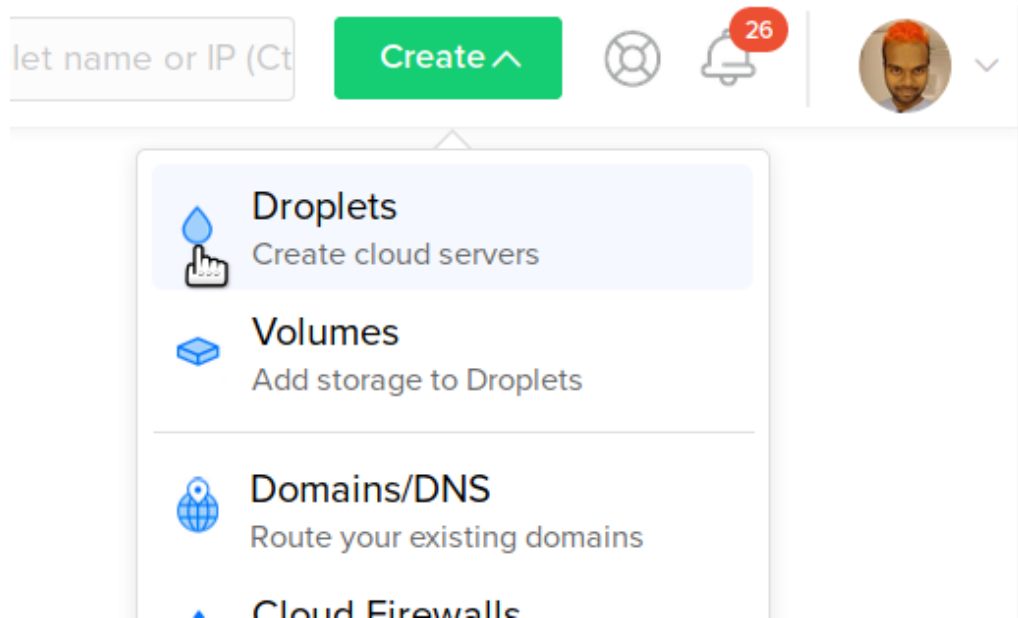 let name or IP (Ct
Create
26
Droplets
Create cloud servers
Volumes
Add storage to Droplets
Domains/DNS
Route your existing domains
Cloud Firewalls